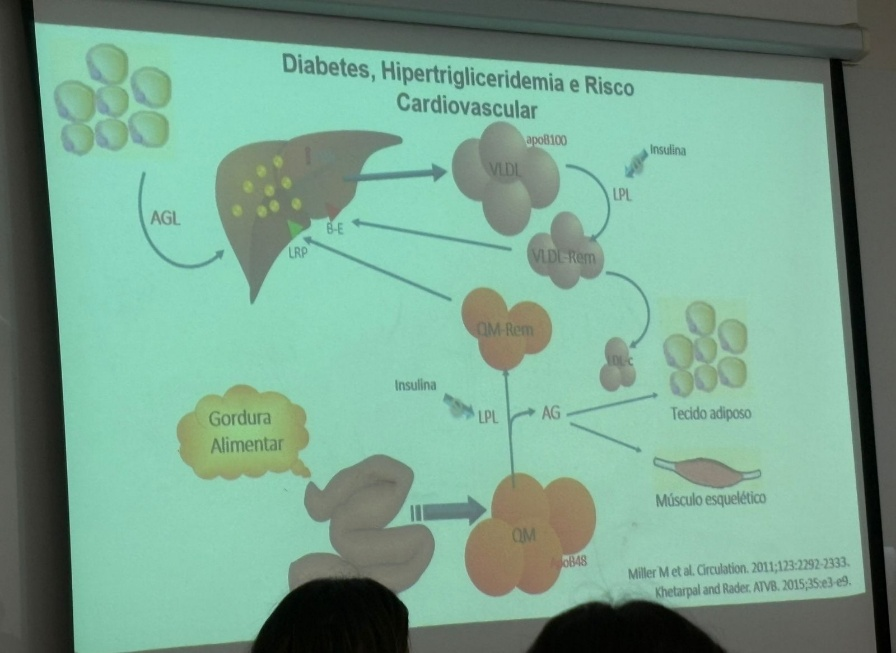 Diabetes, Hipertrigliceridemia e Risco
Cardiovascular
apoB100
VLDL
Insulina
LPL
AGL
B-E
LRP
VLDL-Rem
QM-Rem
LDL-c
Insulina
LPL
AG
Tecido adiposo
Gordura
Alimentar
Músculo esquelético
QM
ApoB48
Miller M et al. Circulation. 2011;123:2292-2333.
Khetarpal and Rader. ATVB. 2015;35:e3-e9.